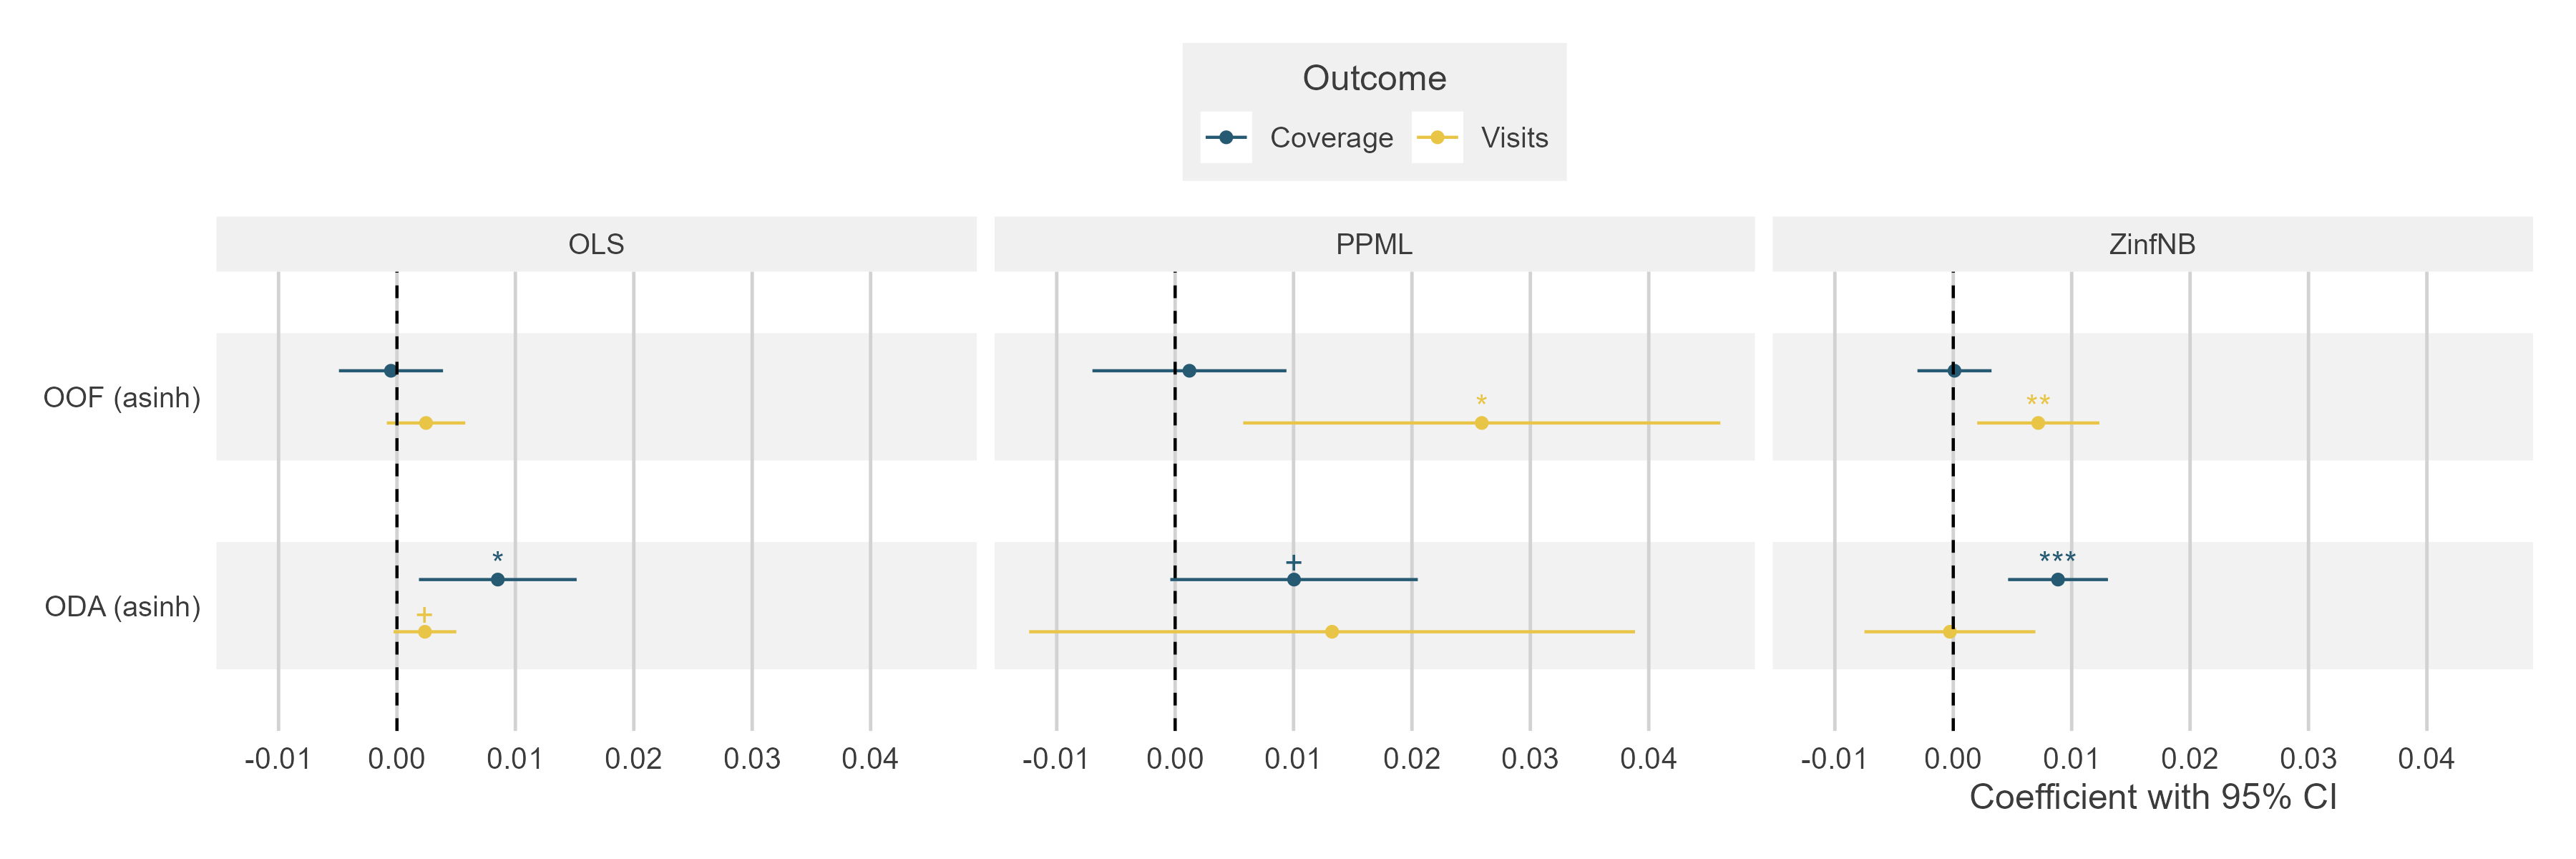 Outcome
Coverage Visits
OLS PPML ZinfNB
OOF (asinh)
*
**
ODA (asinh)
*
+
***
+
-0.01 0.00 0.01 0.02 0.03 0.04 -0.01 0.00 0.01 0.02 0.03 0.04 -0.01 0.00 0.01 0.02 0.03 0.04
Coefficient with 95% CI